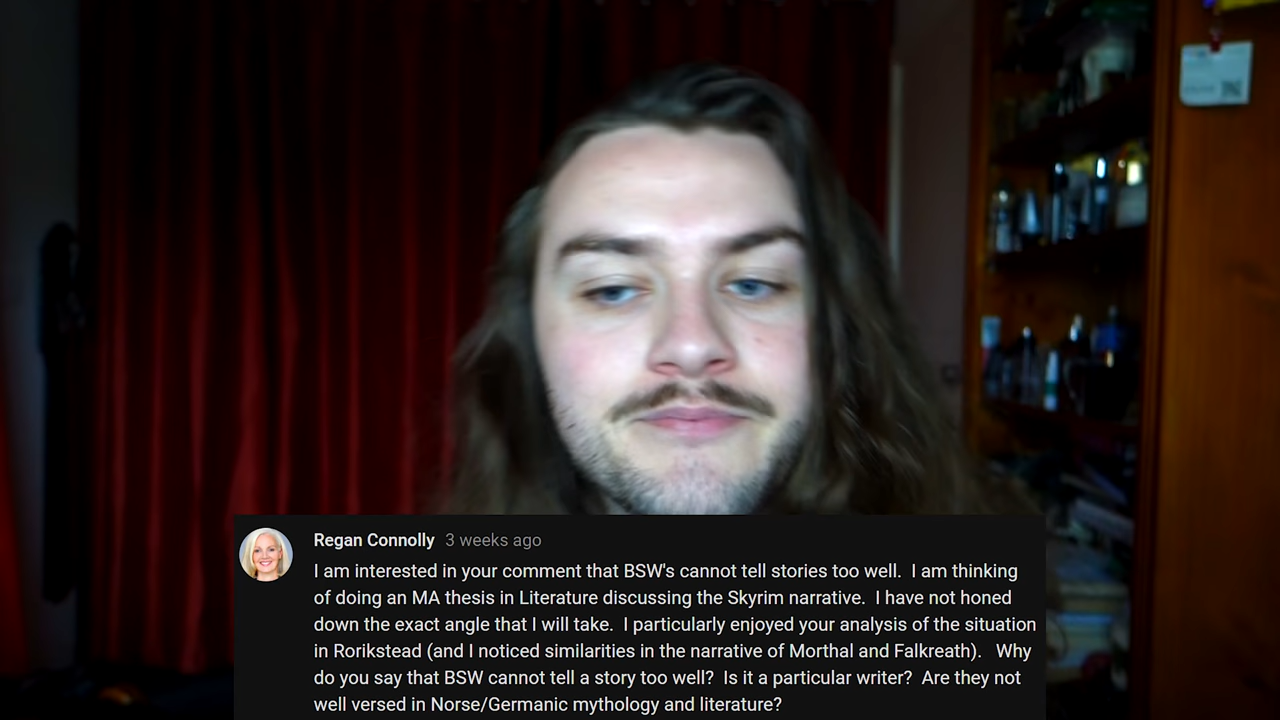 Regan Connolly 3 weeks ago
I am interested in your comment that BSW's cannot tell stories too well. I am thinking
of doing an MA thesis in Literature discussing the Skyrim narrative. I have not honed
down the exact angle that I will take. I particularly enjoyed your analysis of the situation
in Rorikstead (and I noticed similarities in the narrative of Morthal and Falkreath). Why
do you say that BSW cannot tell a story too well? Is it a particular writer? Are they not
well versed in Norse/Germanic mythology and literature?